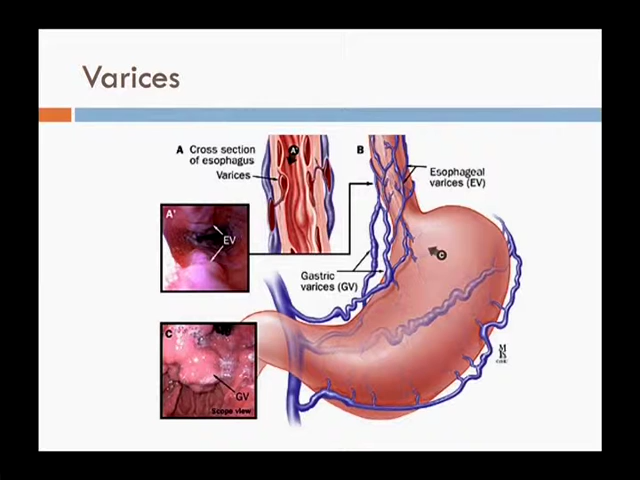 Varices
A Cross section
of esophagus
Varices
A'
B
Esophageal
varices (EV)
A'
EV
C
Gastric
varices (GV)
C
GV
Scope view